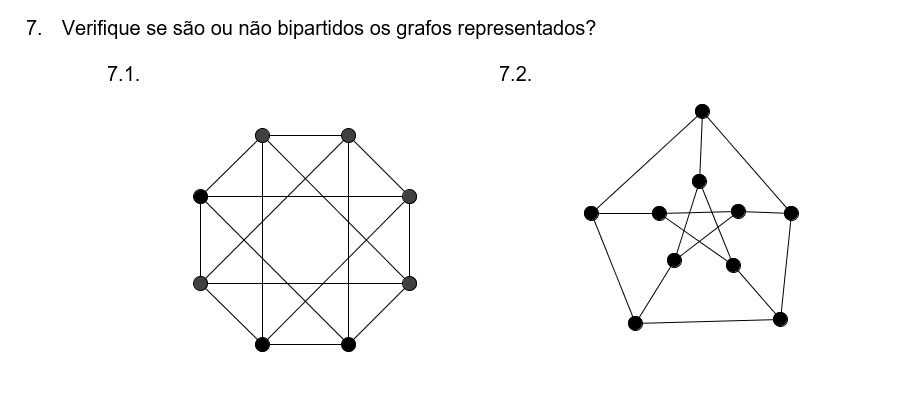 7. Verifique se são ou não bipartidos os grafos representados?
7.1. 7.2.